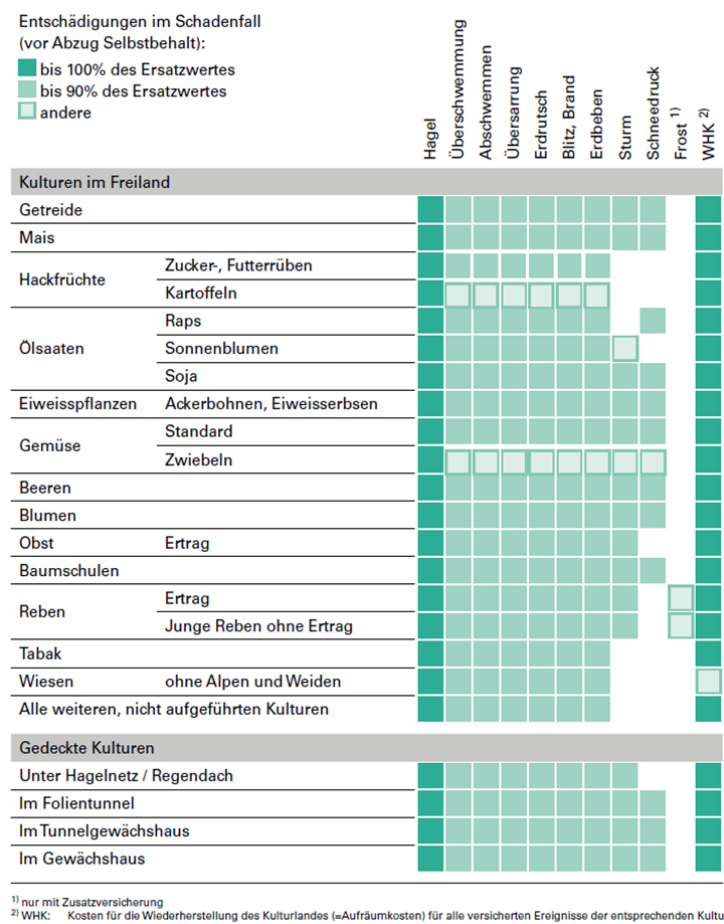 Entschädigungen im Schadenfall
(vor Abzug Selbstbehalt):
bis 100% des Ersatzwertes
bis 90% des Ersatzwertes
andere
Hagel
Überschwemmung
Abschwemmen
Übersarrung
Erdrutsch
Blitz, Brand
Erdbeben
Sturm
Schneedruck
Frost 1)
WHK 2)
Kulturen im Freiland
Getreide
Mais
Hackfrüchte
Zucker-, Futterrüben
Kartoffeln
Ölsaaten
Raps
Sonnenblumen
Soja
Eiweisspflanzen Ackerbohnen, Eiweisserbsen
Gemüse
Standard
Zwiebeln
Beeren
Blumen
Obst Ertrag
Baumschulen
Reben
Ertrag
Junge Reben ohne Ertrag
Tabak
Wiesen ohne Alpen und Weiden
Alle weiteren, nicht aufgeführten Kulturen
Gedeckte Kulturen
Unter Hagelnetz / Regendach
Im Folientunnel
Im Tunnelgewächshaus
Im Gewächshaus
1) nur mit Zusatzversicherung
2) WHK: Kosten für die Wiederherstellung des Kulturlandes (=Aufräumkosten) für alle versicherten Ereignisse der entsprechenden Kultu